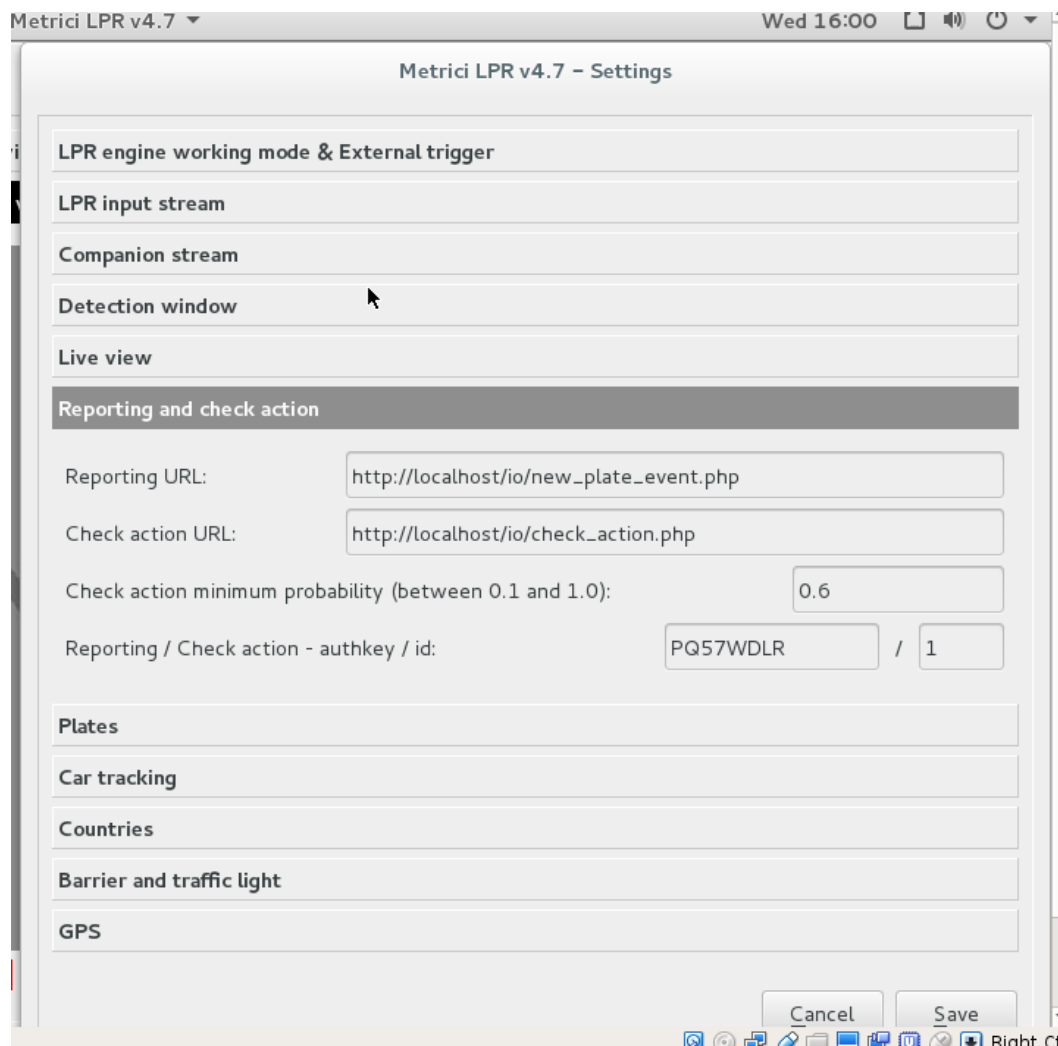 Metrici LPR v4.7
Wed 16:00
Metrici LPR v4.7 – Settings
LPR engine working mode & External trigger
LPR input stream
Companion stream
Detection window
Live view
Reporting and check action
Reporting URL: http://localhost/io/new_plate_event.php
Check action URL: http://localhost/io/check_action.php
Check action minimum probability (between 0.1 and 1.0): 0.6
Reporting / Check action - authkey / id: PQ57WDLR / 1
Plates
Car tracking
Countries
Barrier and traffic light
GPS
Cancel Save
Right